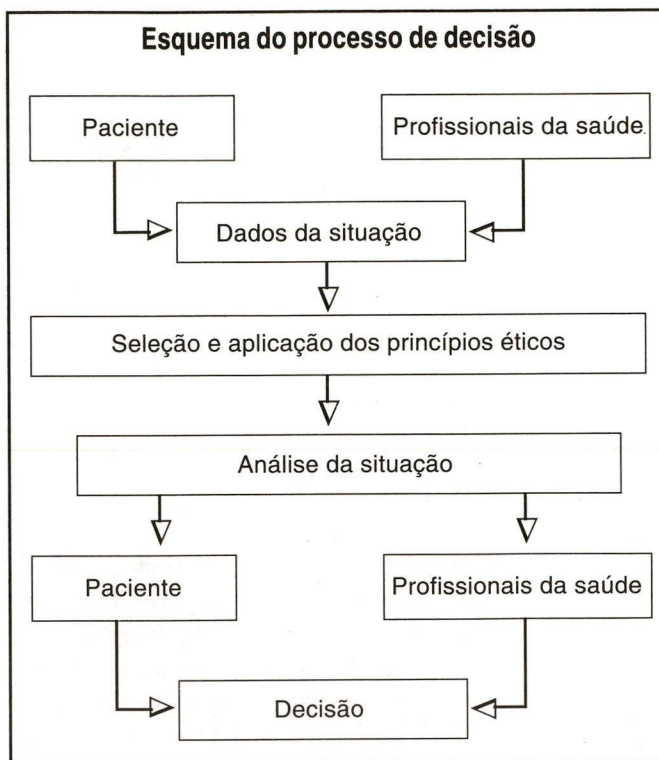 Esquema do processo de decisão
Paciente
Profissionais da saúde
Dados da situação
Seleção e aplicação dos princípios éticos
Análise da situação
Paciente
Profissionais da saúde
Decisão